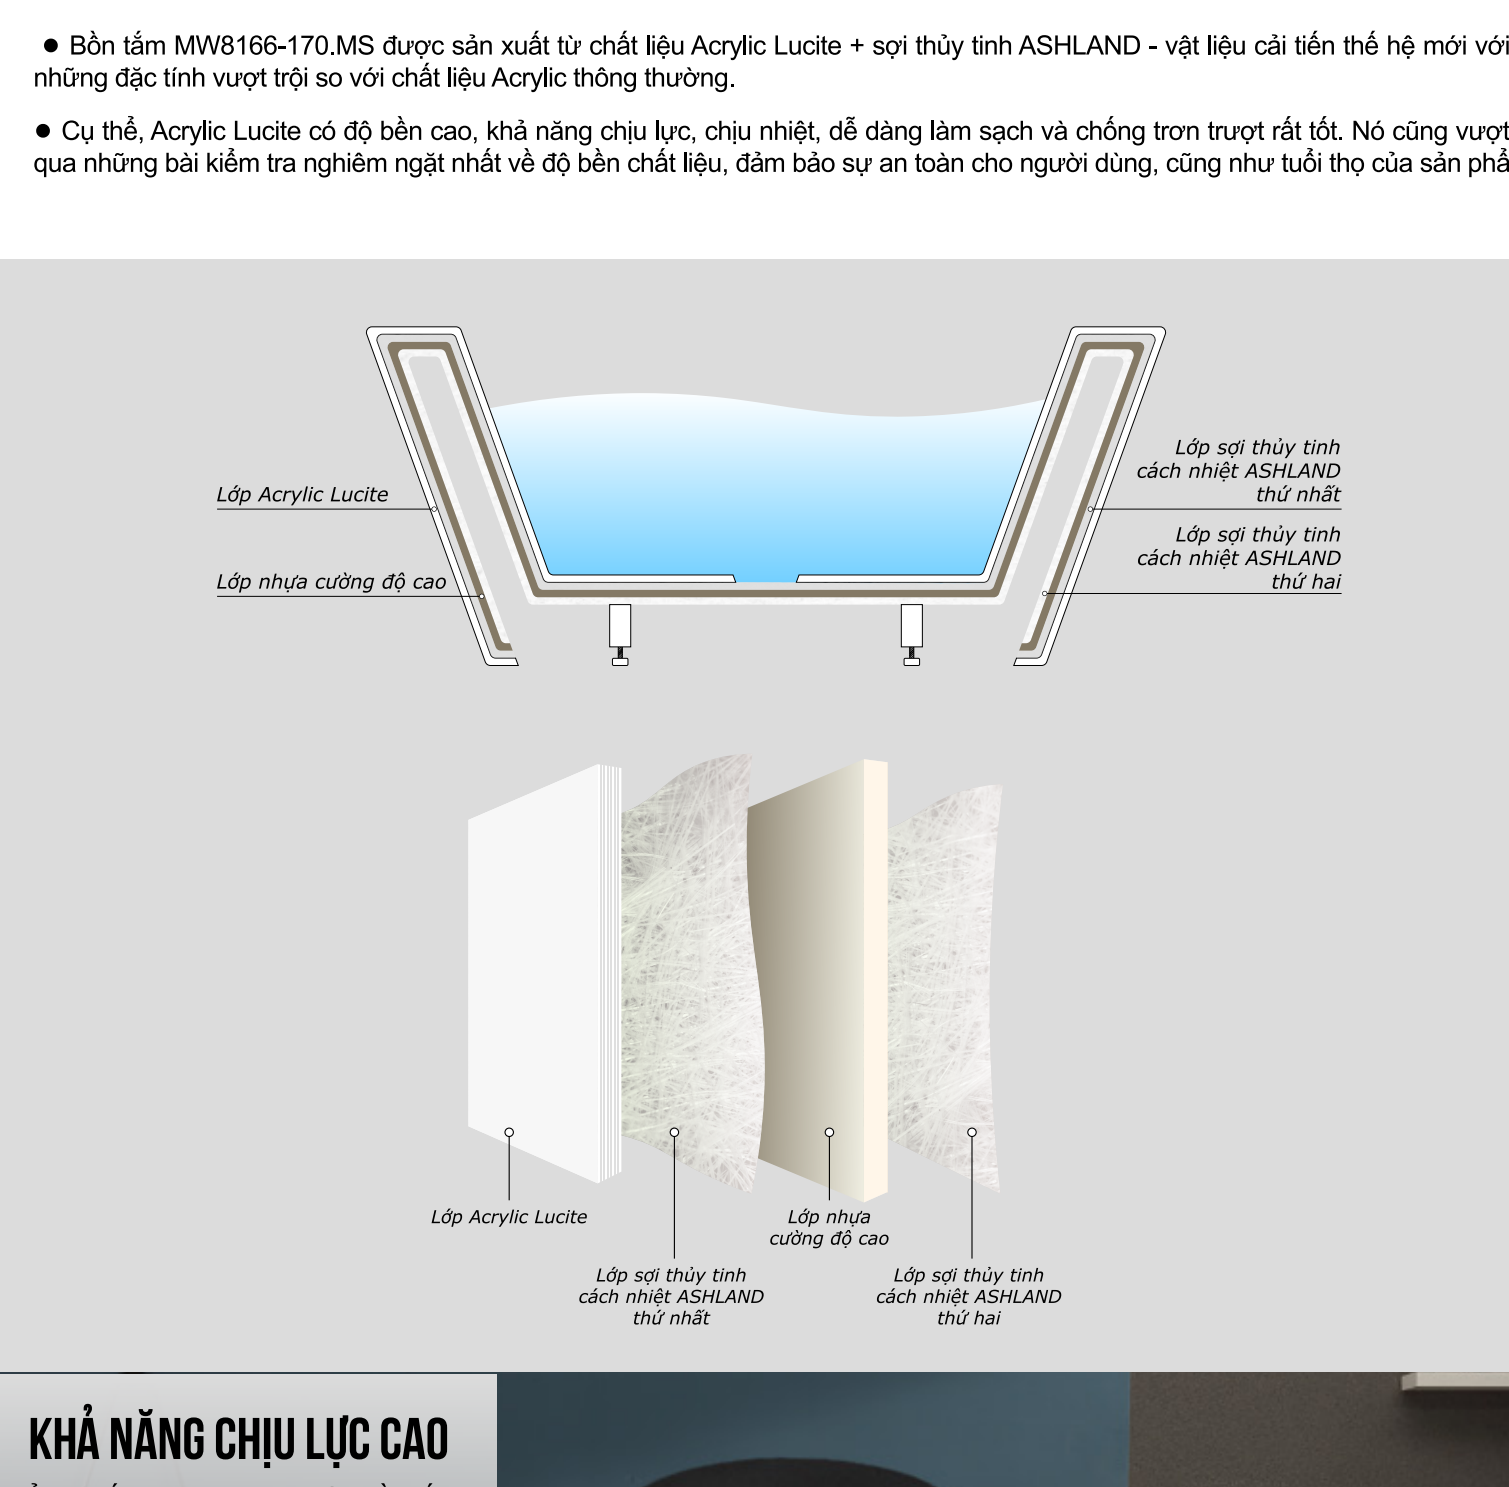 ● Bồn tắm MW8166-170.MS được sản xuất từ chất liệu Acrylic Lucite + sợi thủy tinh ASHLAND - vật liệu cải tiến thế hệ mới với
những đặc tính vượt trội so với chất liệu Acrylic thông thường.
● Cụ thể, Acrylic Lucite có độ bền cao, khả năng chịu lực, chịu nhiệt, dễ dàng làm sạch và chống trơn trượt rất tốt. Nó cũng vượt
qua những bài kiểm tra nghiêm ngặt nhất về độ bền chất liệu, đảm bảo sự an toàn cho người dùng, cũng như tuổi thọ của sản phẩ
Lớp Acrylic Lucite
Lớp nhựa cường độ cao
Lớp sợi thủy tinh
cách nhiệt ASHLAND
thứ nhất
Lớp sợi thủy tinh
cách nhiệt ASHLAND
thứ hai
Lớp Acrylic Lucite
Lớp sợi thủy tinh
cách nhiệt ASHLAND
thứ nhất
Lớp nhựa
cường độ cao
Lớp sợi thủy tinh
cách nhiệt ASHLAND
thứ hai
KHẢ NĂNG CHỊU LỰC CAO